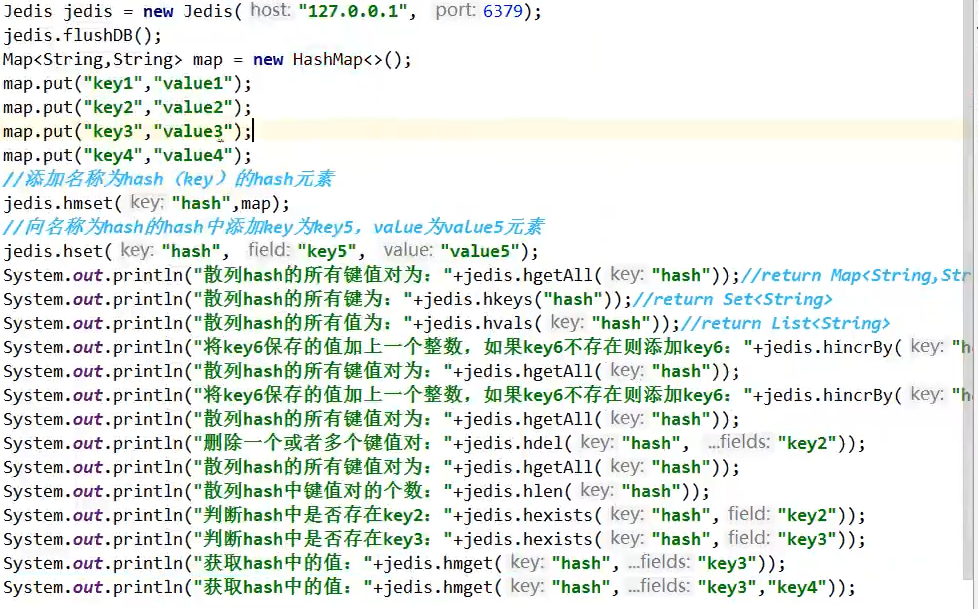 Jedis jedis = new Jedis( host: "127.0.0.1", port: 6379);
jedis.flushDB();
Map<String,String> map = new HashMap<>();
map.put("key1","value1");
map.put("key2","value2");
map.put("key3","value3");
map.put("key4","value4");
//添加名称为hash（key）的hash元素
jedis.hmset( key: "hash",map);
//向名称为hash的hash中添加key为key5，value为value5元素
jedis.hset( key: "hash", field: "key5", value: "value5");
System.out.println("散列hash的所有键值对为："+jedis.hgetAll( key: "hash"));//return Map<String,Str
System.out.println("散列hash的所有键为："+jedis.hkeys("hash"));//return Set<String>
System.out.println("散列hash的所有值为："+jedis.hvals( key: "hash"));//return List<String>
System.out.println("将key6保存的值加上一个整数，如果key6不存在则添加key6："+jedis.hincrBy( key: "h
System.out.println("散列hash的所有键值对为："+jedis.hgetAll( key: "hash"));
System.out.println("将key6保存的值加上一个整数，如果key6不存在则添加key6："+jedis.hincrBy( key: "h
System.out.println("散列hash的所有键值对为："+jedis.hgetAll( key: "hash"));
System.out.println("删除一个或者多个键值对："+jedis.hdel( key: "hash", ...fields: "key2"));
System.out.println("散列hash的所有键值对为："+jedis.hgetAll( key: "hash"));
System.out.println("散列hash中键值对的个数："+jedis.hlen( key: "hash"));
System.out.println("判断hash中是否存在key2："+jedis.hexists( key: "hash", field: "key2"));
System.out.println("判断hash中是否存在key3："+jedis.hexists( key: "hash", field: "key3"));
System.out.println("获取hash中的值："+jedis.hmget( key: "hash", ...fields: "key3"));
System.out.println("获取hash中的值："+jedis.hmget( key: "hash", ...fields: "key3","key4"));